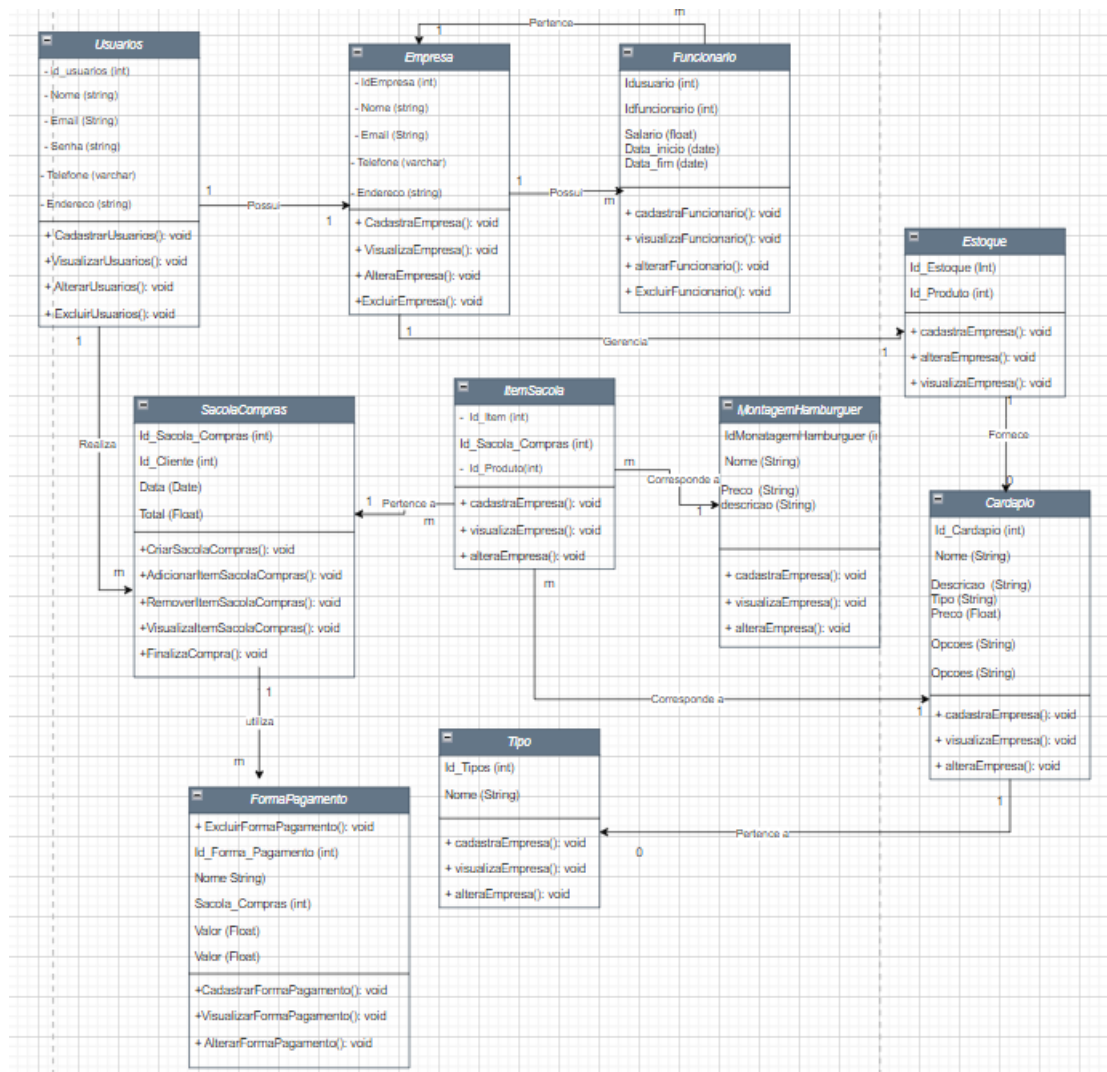 Pertence
m
1
Usuarios
- id_usuarios (int)
- Nome (string)
- Email (String)
- Senha (string)
- Telefone (varchar)
- Endereco (string)
+ CadastrarUsuarios(): void
+VisualizarUsuarios(): void
+ AlterarUsuarios(): void
+ ExcluirUsuarios(): void
1
Possui
1
Empresa
- IdEmpresa (int)
- Nome (string)
- Email (String)
- Telefone (varchar)
- Endereco (string)
+ CadastraEmpresa(): void
+ VisualizaEmpresa(): void
+ AlteraEmpresa(): void
+ExcluirEmpresa(): void
1
Possui
m
Funcionario
Idusuario (int)
Idfuncionario (int)
Salario (float)
Data_inicio (date)
Data_fim (date)
+ cadastraFuncionario(): void
+ visualizaFuncionario(): void
+ alterarFuncionario(): void
+ ExcluirFuncionario(): void
1
Gerencia
1
Estoque
Id_Estoque (Int)
Id_Produto (int)
+ cadastraEmpresa(): void
+ alteraEmpresa(): void
+ visualizaEmpresa(): void
1
Fornece
0
1
Realiza
m
SacolaCompras
Id_Sacola_Compras (int)
Id_Cliente (int)
Data (Date)
Total (Float)
+CriarSacolaCompras(): void
+AdicionarItemSacolaCompras(): void
+RemoverItemSacolaCompras(): void
+VisualizaItemSacolaCompras(): void
+FinalizaCompra(): void
1
Pertence a
m
ItemSacola
- Id_Item (int)
Id_Sacola_Compras (int)
- Id_Produto(int)
+ cadastraEmpresa(): void
+ visualizaEmpresa(): void
+ alteraEmpresa(): void
m
Corresponde a
1
MontagemHamburguer
IdMonatagemHamburguer (in
Nome (String)
Preco (String)
descricao (String)
+ cadastraEmpresa(): void
+ visualizaEmpresa(): void
+ alteraEmpresa(): void
Cardapio
Id_Cardapio (int)
Nome (String)
Descricao (String)
Tipo (String)
Preco (Float)
Opcoes (String)
Opcoes (String)
+ cadastraEmpresa(): void
+ visualizaEmpresa(): void
+ alteraEmpresa(): void
m
Corresponde a
1
1
utiliza
m
Tipo
Id_Tipos (int)
Nome (String)
+ cadastraEmpresa(): void
+ visualizaEmpresa(): void
+ alteraEmpresa(): void
1
Pertence a
0
FormaPagamento
+ ExcluirFormaPagamento(): void
Id_Forma_Pagamento (int)
Nome String)
Sacola_Compras (int)
Valor (Float)
Valor (Float)
+CadastrarFormaPagamento(): void
+VisualizarFormaPagamento(): void
+ AlterarFormaPagamento(): void